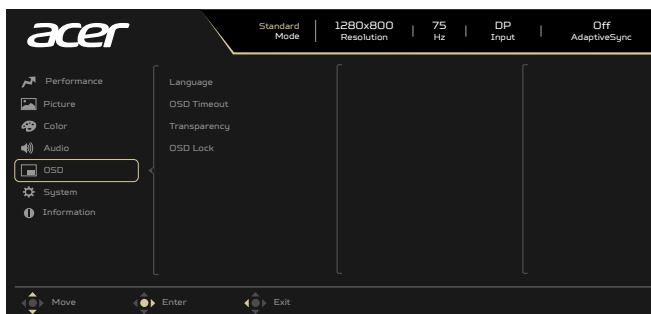 acer
Standard Mode
1280x800 Resolution
75 Hz
DP Input
Off AdaptiveSync
Performance
Picture
Color
Audio
OSD
System
Information
Language
OSD Timeout
Transparency
OSD Lock
Move
Enter
Exit